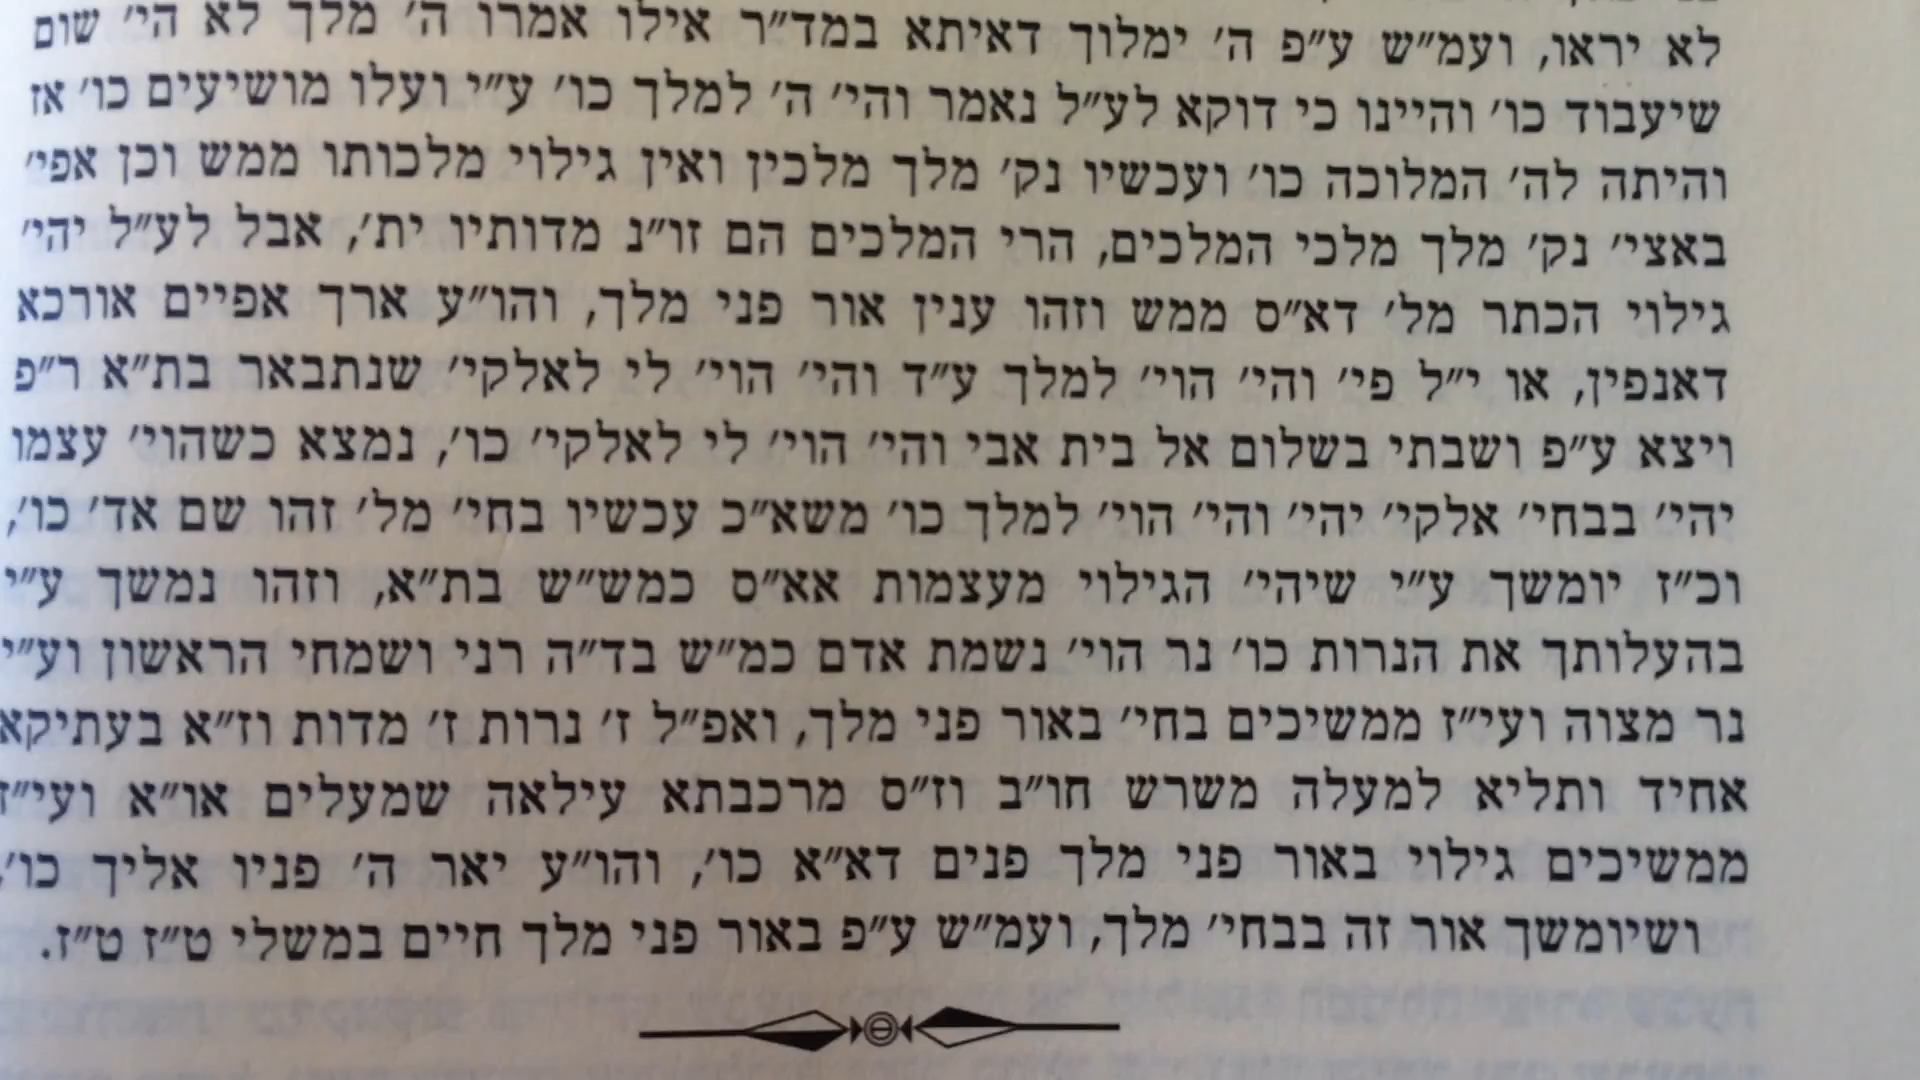 לא יראו, ועמ״ש ע״פ ה׳ ימלוך דאיתא במד״ר אילו אמרו ה׳ מלך לא הי׳ שום
שיעבוד כו׳ והיינו כי דוקא לע״ל נאמר והי׳ ה׳ למלך כו׳ ע״י ועלו מושיעים כו׳ אז
והיתה לה׳ המלוכה כו׳ ועכשיו נק׳ מלך מלכין ואין גילוי מלכותו ממש וכן אפי׳
באצי׳ נק׳ מלך מלכי המלכים, הרי המלכים הם זו״נ מדותיו ית׳, אבל לע״ל יהי׳
גילוי הכתר מל׳ דא״ס ממש וזהו ענין אור פני מלך, והו״ע ארך אפיים אורכא
דאנפין, או י״ל פי׳ והי׳ הוי׳ למלך ע״ד והי׳ הוי׳ לי לאלקי׳ שנתבאר בת״א ר״פ
ויצא ע״פ ושבתי בשלום אל בית אבי והי׳ הוי׳ לי לאלקי׳ כו׳, נמצא כשהוי׳ עצמו
יהי׳ בבחי׳ אלקי׳ יהי׳ והי׳ הוי׳ למלך כו׳ משא״כ עכשיו בחי׳ מל׳ זהו שם אד׳ כו׳,
וכ״ז יומשך ע״י שיהי׳ הגילוי מעצמות אא״ס כמש״ש בת״א, וזהו נמשך ע״י
בהעלותך את הנרות כו׳ נר הוי׳ נשמת אדם כמ״ש בד״ה רני ושמחי הראשון וע״י
נר מצוה ועי״ז ממשיכים בחי׳ באור פני מלך, ואפ״ל ז׳ נרות ז׳ מדות וז״א בעתיקא
אחיד ותליא למעלה משרש חו״ב וז״ס מרכבתא עילאה שמעלים או״א ועי״ז
ממשיכים גילוי באור פני מלך פנים דא״א כו׳, והו״ע יאר ה׳ פניו אליך כו׳,
ושיומשך אור זה בבחי׳ מלך, ועמ״ש ע״פ באור פני מלך חיים במשלי ט״ז ט״ז.